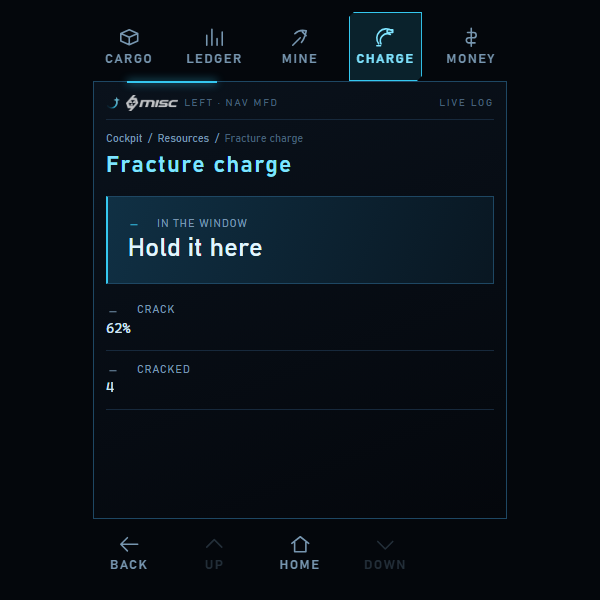 CARGO
LEDGER
MINE
CHARGE
MONEY
misc LEFT · NAV MFD
LIVE LOG
Cockpit / Resources / Fracture charge
Fracture charge
— IN THE WINDOW
Hold it here
— CRACK
62%
— CRACKED
4
BACK
UP
HOME
DOWN